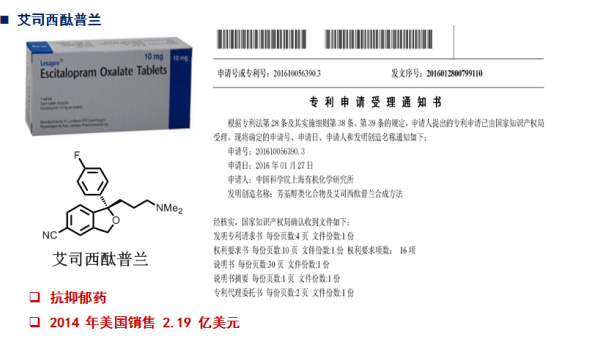 艾司西酞普兰
Lexapro®
10 mg
10 mg
Escitalopram Oxalate Tablets
F
NMe2
O
NC
艾司西酞普兰
抗抑郁药
2014 年美国销售 2.19 亿美元
申请号或专利号：201610056390.3 发文序号：2016012800799110
专 利 申 请 受 理 通 知 书
根据专利法第 28 条及其实施细则第 38 条、第 39 条的规定，申请人提出的专利申请已由国家知识产权局
受理。现将确定的申请号、申请日、申请人和发明创造名称通知如下：
申请号：201610056390.3
申请日：2016 年 01 月 27 日
申请人：中国科学院上海有机化学研究所
发明创造名称：芳基醇类化合物及艾司西酞普兰合成方法
经核实，国家知识产权局确认收到文件如下：
发明专利请求书 每份页数:4 页 文件份数:1 份
权利要求书 每份页数:10 页 文件份数:1 份 权利要求项数： 16 项
说明书 每份页数:30 页 文件份数:1 份
说明书摘要 每份页数:1 页 文件份数:1 份
专利代理委托书 每份页数:2 页 文件份数:1 份